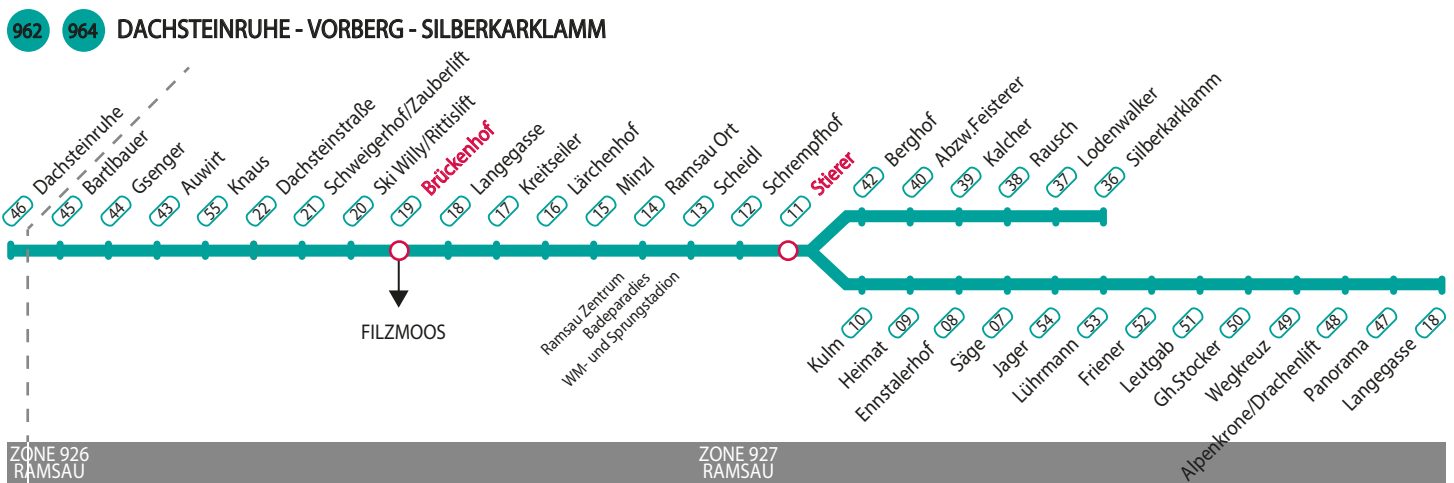 962 964 DACHSTEINRUHE - VORBERG - SILBERKARKLAMM
46 Dachsteinruhe
45 Bartlbauer
44 Gsenger
43 Auwirt
55 Knaus
22 Dachsteinstraße
21 Schweigerhof/Zauberlift
20 Ski Willy/Rittislift
19 Brückenhof
18 Langegasse
17 Kreitseiler
16 Lärchenhof
15 Minzl
14 Ramsau Ort
13 Scheidl
12 Schrempfhof
11 Stierer
42 Berghof
40 Abzw.Feisterer
39 Kalcher
38 Rausch
37 Lodenwalker
36 Silberkarklamm
FILZMOOS
Ramsau Zentrum
Badeparadies
WM- und Sprungstadion
Kulm 10
Heimat 09
Ennstalerhof 08
Säge 07
Jager 54
Lührmann 53
Friener 52
Leutgab 51
Gh.Stocker 50
Wegkreuz 49
Alpenkrone/Drachenlift 48
Panorama 47
Langegasse 18
ZONE 926
RAMSAU
ZONE 927
RAMSAU